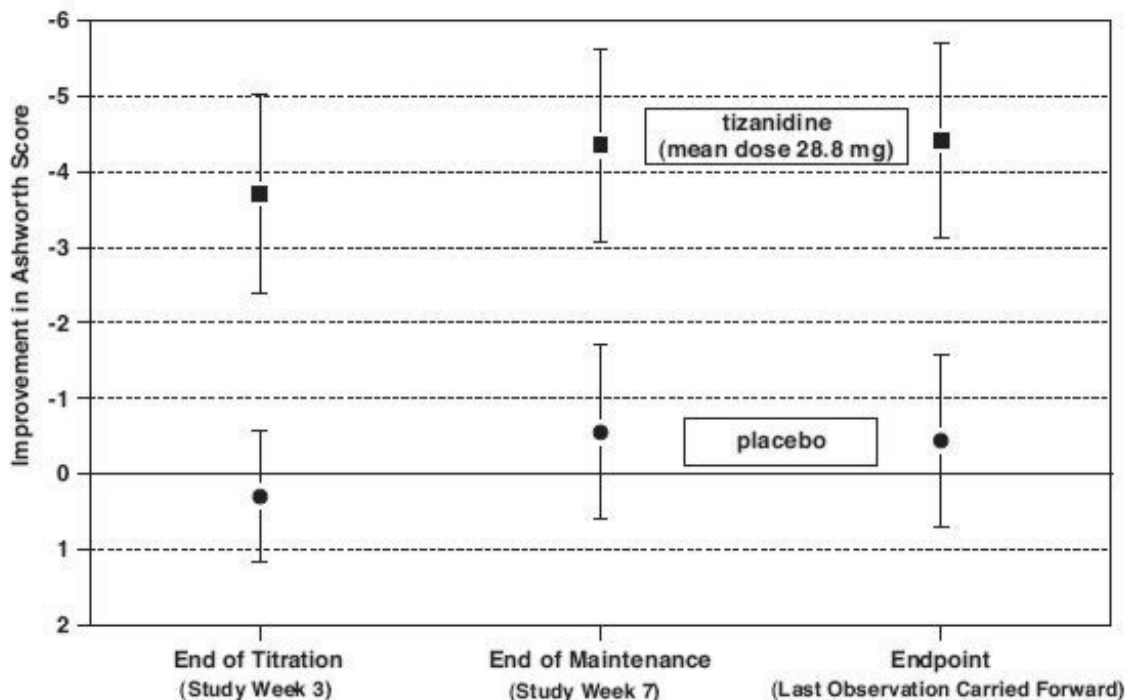 Improvement in Ashworth Score
-6
-5
-4
-3
-2
-1
0
1
2
tizanidine
(mean dose 28.8 mg)
placebo
End of Titration
(Study Week 3)
End of Maintenance
(Study Week 7)
Endpoint
(Last Observation Carried Forward)